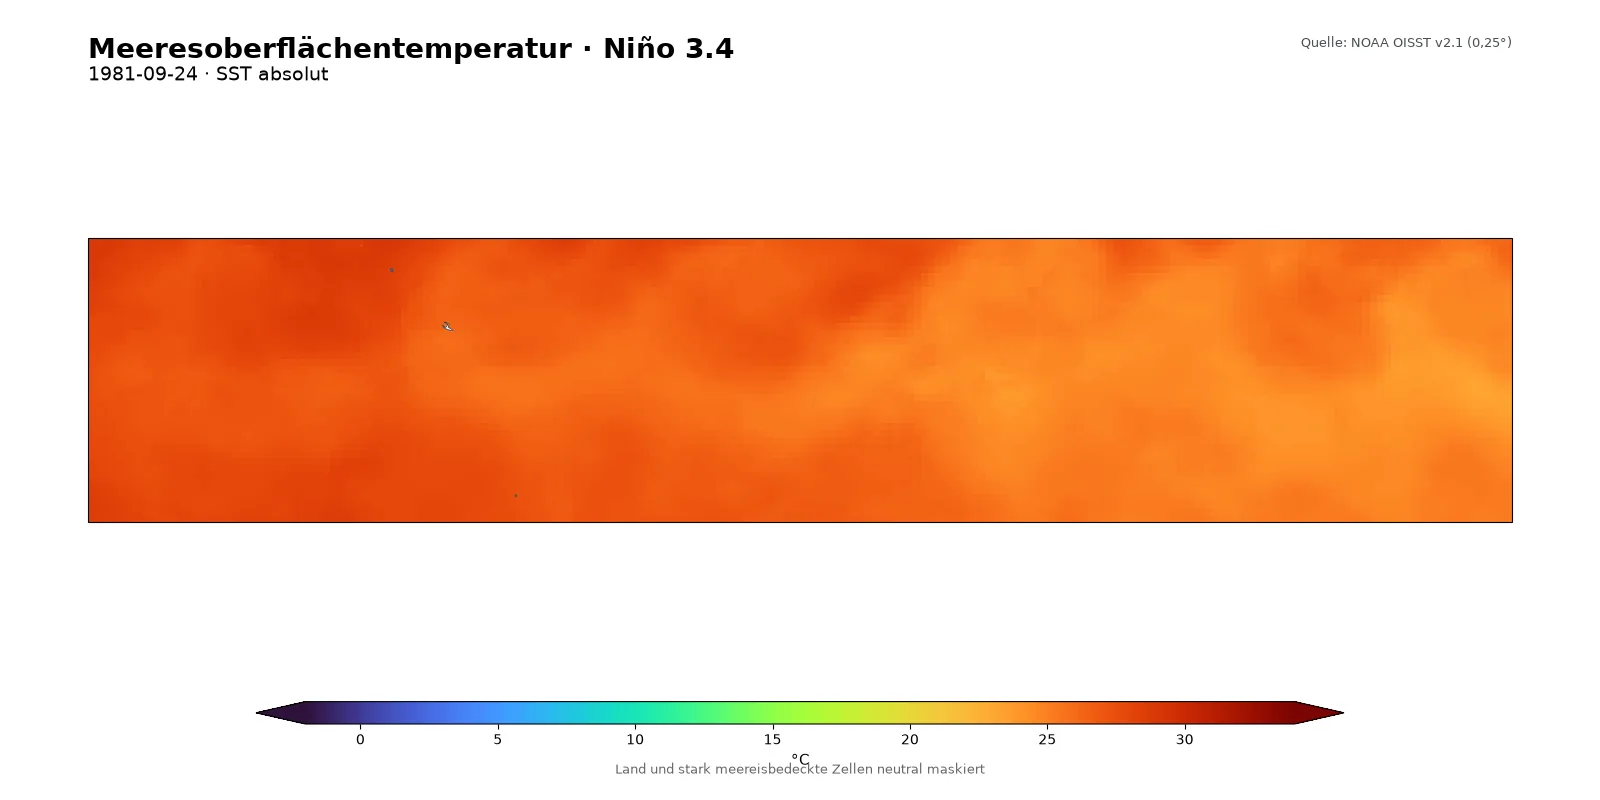 Meeresoberflächentemperatur · Niño 3.4
1981-09-24 · SST absolut
Quelle: NOAA OISST v2.1 (0,25°)
0 5 10 15 20 25 30
°C
Land und stark meereisbedeckte Zellen neutral maskiert